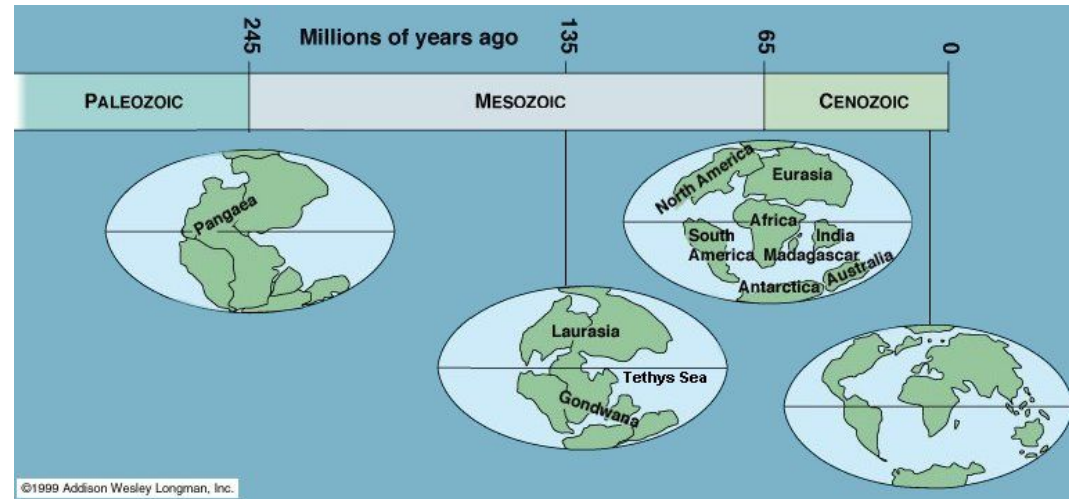 245
Millions of years ago
135
65
0
PALEOZOIC
MESOZOIC
CENOZOIC
Pangaea
Laurasia
Tethys Sea
Gondwana
North America
Eurasia
Africa
South
America
India
Madagascar
Australia
Antarctica
©1999 Addison Wesley Longman, Inc.